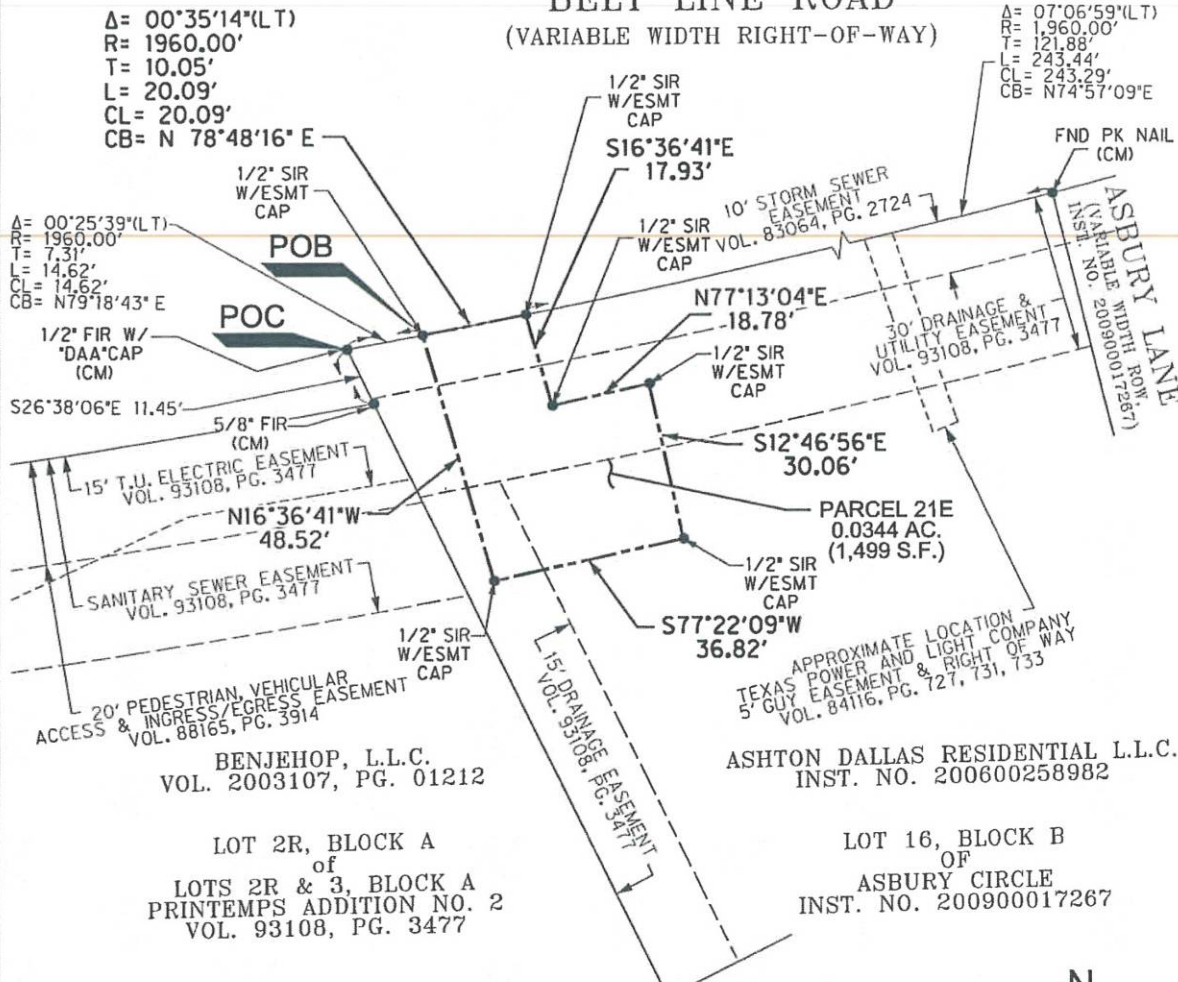 BELT LINE ROAD
(VARIABLE WIDTH RIGHT-OF-WAY)
Δ= 00°35'14"(LT)
R= 1960.00'
T= 10.05'
L= 20.09'
CL= 20.09'
CB= N 78°48'16" E
Δ= 07°06'59"(LT)
R= 1,960.00'
T= 121.88'
L= 243.44'
CL= 243.29'
CB= N74°57'09"E
1/2" SIR
W/ESMT
CAP
S16°36'41"E
17.93'
FND PK NAIL
(CM)
1/2" SIR
W/ESMT
CAP
10' STORM SEWER
EASEMENT
VOL. 83064, PG. 2724
1/2" SIR
W/ESMT
CAP
ASBURY LANE
(VARIABLE WIDTH ROW,
INST. NO. 200900017267)
Δ= 00°25'39"(LT)
R= 1960.00'
T= 7.31'
L= 14.62'
CL= 14.62'
CB= N79°18'43" E
POB
POC
N77°13'04"E
18.78'
30' DRAINAGE &
UTILITY EASEMENT
VOL. 93108, PG. 3477
1/2" FIR W/
"DAA"CAP
(CM)
1/2" SIR
W/ESMT
CAP
S26°38'06"E 11.45'
5/8" FIR
(CM)
S12°46'56"E
30.06'
15' T.U. ELECTRIC EASEMENT
VOL. 93108, PG. 3477
N16°36'41"W
48.52'
PARCEL 21E
0.0344 AC.
(1,499 S.F.)
SANITARY SEWER EASEMENT
VOL. 93108, PG. 3477
1/2" SIR
W/ESMT
CAP
1/2" SIR
W/ESMT
CAP
S77°22'09"W
36.82'
APPROXIMATE LOCATION
TEXAS POWER AND LIGHT COMPANY
5' GUY EASEMENT & RIGHT OF WAY
VOL. 84116, PG. 727, 731, 733
20' PEDESTRIAN, VEHICULAR
ACCESS & INGRESS/EGRESS EASEMENT
VOL. 88165, PG. 3914
15' DRAINAGE EASEMENT
VOL. 93108, PG. 3477
BENJEHOP, L.L.C.
VOL. 2003107, PG. 01212
ASHTON DALLAS RESIDENTIAL L.L.C.
INST. NO. 200600258982
LOT 2R, BLOCK A
of
LOTS 2R & 3, BLOCK A
PRINTEMPS ADDITION NO. 2
VOL. 93108, PG. 3477
LOT 16, BLOCK B
OF
ASBURY CIRCLE
INST. NO. 200900017267
N